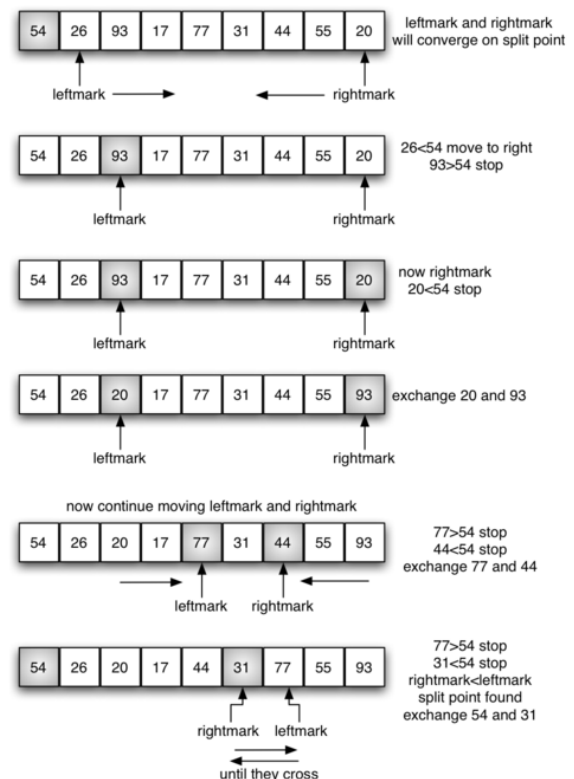 54 26 93 17 77 31 44 55 20
leftmark and rightmark
will converge on split point
leftmark rightmark
54 26 93 17 77 31 44 55 20
26<54 move to right
93>54 stop
leftmark rightmark
54 26 93 17 77 31 44 55 20
now rightmark
20<54 stop
leftmark rightmark
54 26 20 17 77 31 44 55 93
exchange 20 and 93
leftmark rightmark
now continue moving leftmark and rightmark
54 26 20 17 77 31 44 55 93
77>54 stop
44<54 stop
exchange 77 and 44
leftmark rightmark
54 26 20 17 44 31 77 55 93
77>54 stop
31<54 stop
rightmark<leftmark
split point found
exchange 54 and 31
rightmark leftmark
until they cross